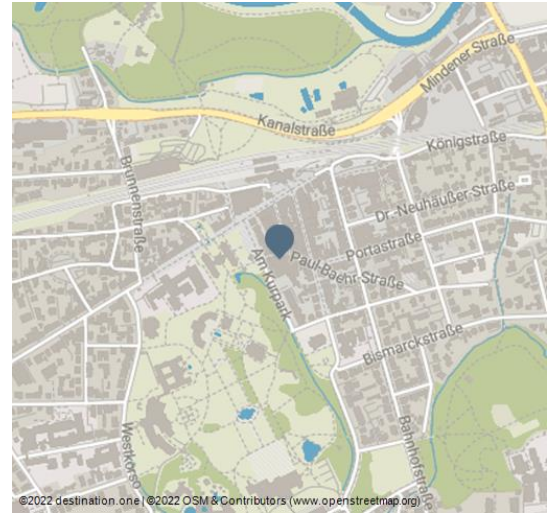 Mindener Straße
Kanalstraße
Königstraße
Brunnenstraße
Dr.-Neuhäußer-Straße
Portastraße
Paul-Baehr-Straße
Am Kurpark
Bismarckstraße
Westkorso
Bahnhofstraße
©2022 destination.one | ©2022 OSM & Contributors (www.openstreetmap.org)